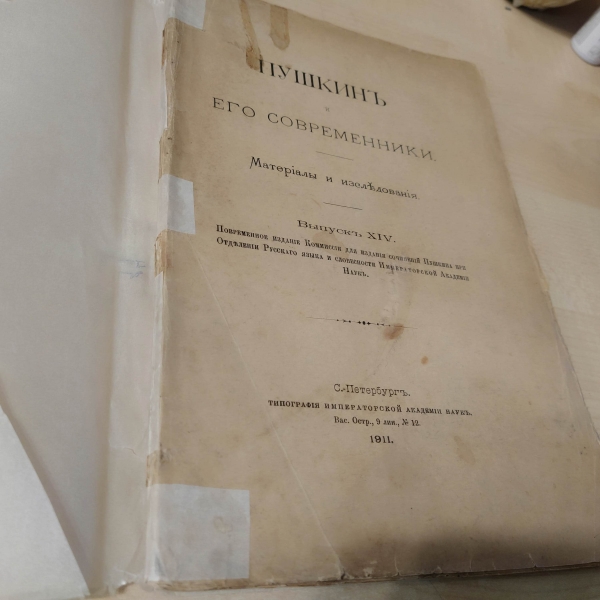 ПУШКИНЪ
И
ЕГО СОВРЕМЕННИКИ.
Матеріалы и изслѣдованія.
Выпускъ XIV.
Повременное изданіе Коммиссіи для изданія сочиненій Пушкина при
Отдѣленіи Русскаго языка и словесности Императорской Академіи
Наукъ.
С.-Петербургъ.
ТИПОГРАФІЯ ИМПЕРАТОРСКОЙ АКАДЕМІИ НАУКЪ.
Вас. Остр., 9 лин., № 12.
1911.